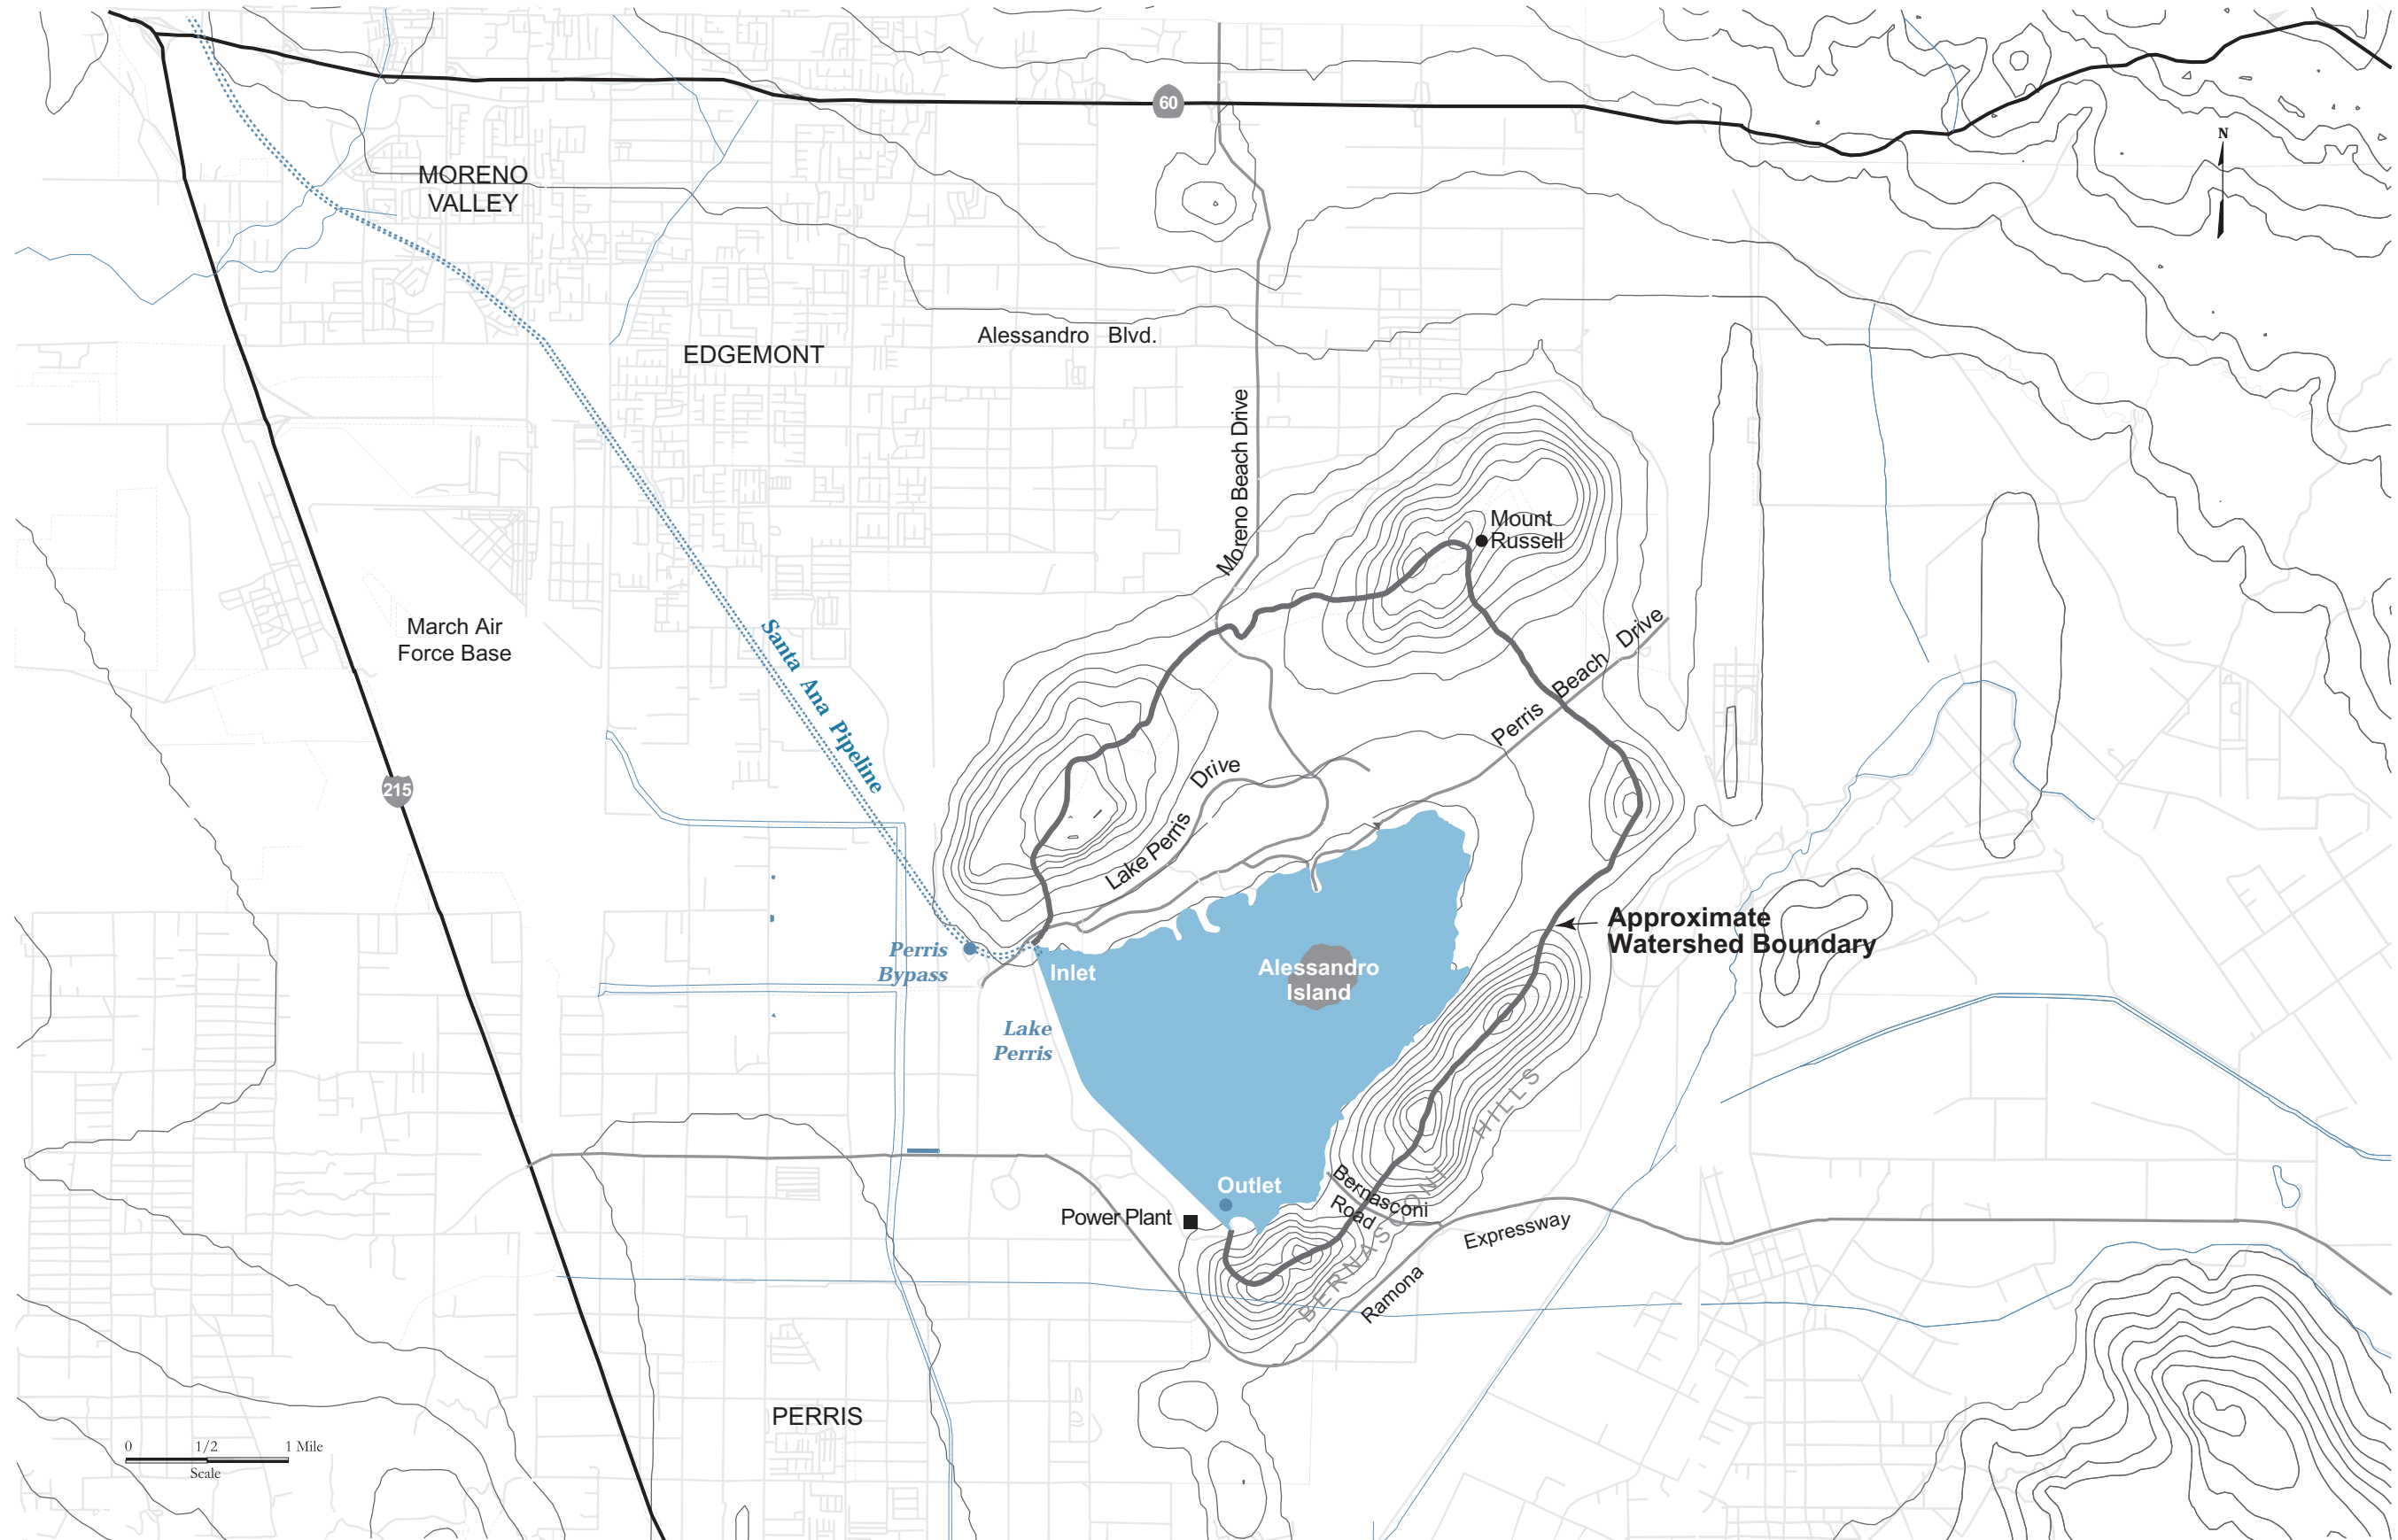 60
N
MORENO
VALLEY
Alessandro Blvd.
EDGEMONT
Moreno Beach Drive
Mount
Russell
March Air
Force Base
Santa Ana Pipeline
Perris Beach Drive
215
Lake Perris Drive
Approximate
Watershed Boundary
Perris
Bypass
Inlet
Alessandro
Island
Lake
Perris
BERNASCONI HILLS
Outlet
Bernasconi
Road
Power Plant
Ramona Expressway
PERRIS
0 1/2 1 Mile
Scale